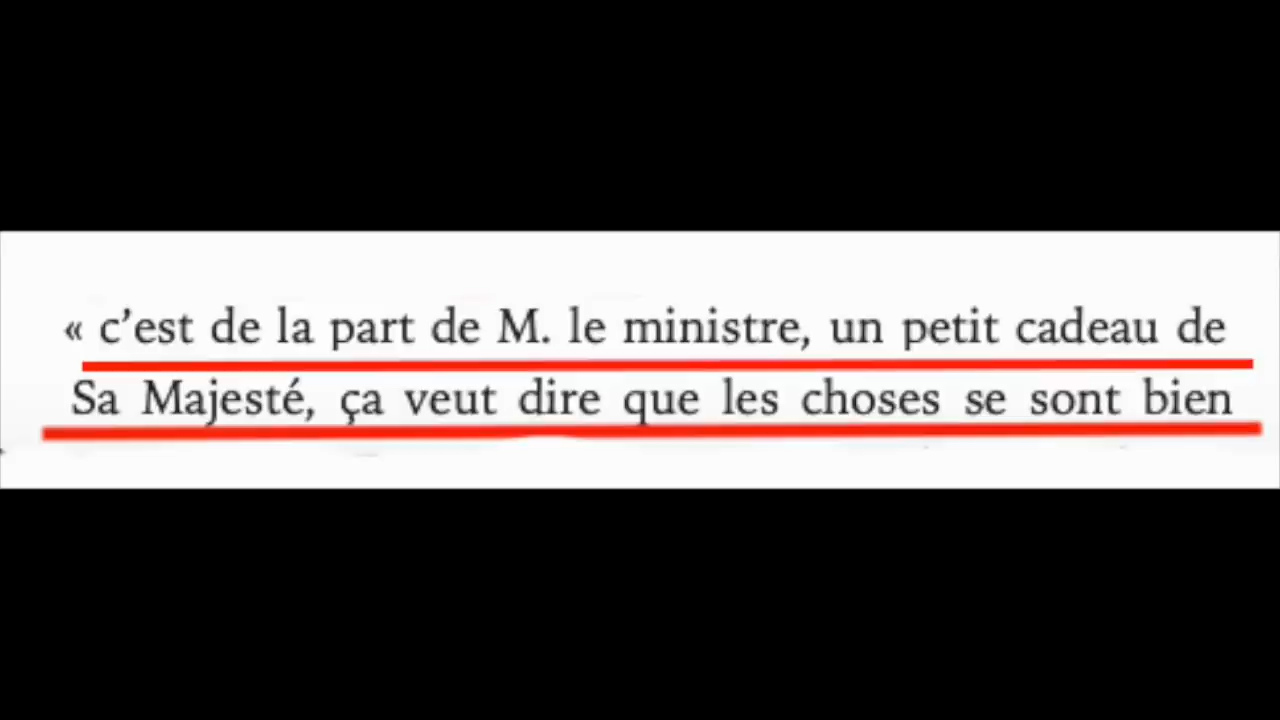 « c’est de la part de M. le ministre, un petit cadeau de
Sa Majesté, ça veut dire que les choses se sont bien